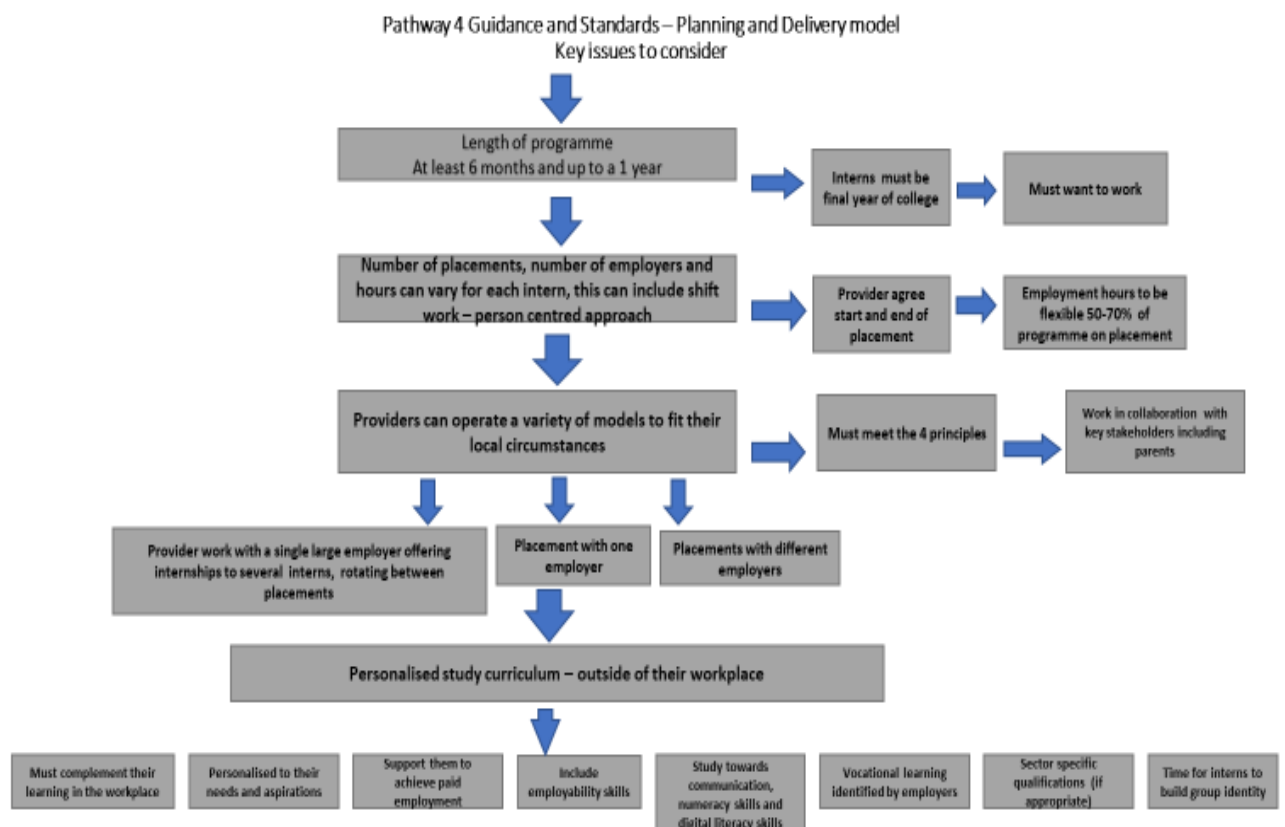 Pathway 4 Guidance and Standards – Planning and Delivery model
Key issues to consider
Length of programme
At least 6 months and up to a 1 year
Interns must be
final year of college
Must want to work
Number of placements, number of employers and
hours can vary for each intern, this can include shift
work – person centred approach
Provider agree
start and end of
placement
Employment hours to be
flexible 50-70% of
programme on placement
Providers can operate a variety of models to fit their
local circumstances
Must meet the 4 principles
Work in collaboration with
key stakeholders including
parents
Provider work with a single large employer offering
internships to several interns, rotating between
placements
Placement with one
employer
Placements with different
employers
Personalised study curriculum – outside of their workplace
Must complement their
learning in the workplace
Personalised to their
needs and aspirations
Support them to
achieve paid
employment
Include
employability skills
Study towards
communication,
numeracy skills and
digital literacy skills
Vocational learning
identified by employers
Sector specific
qualifications (if
appropriate)
Time for interns to
build group identity